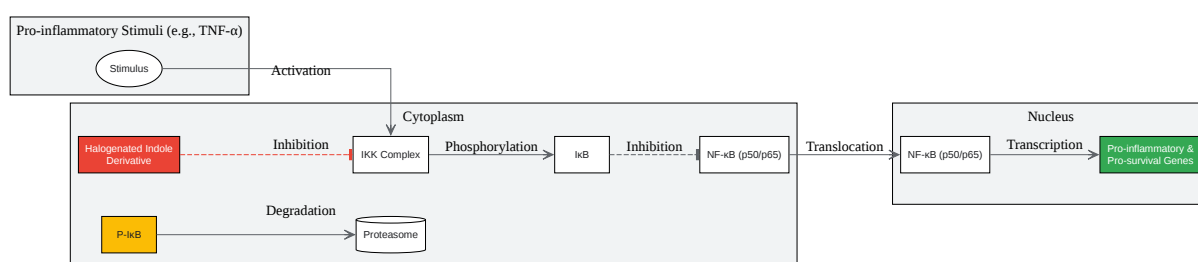 Pro-inflammatory Stimuli (e.g., TNF-α)
Stimulus
Activation
Cytoplasm
Nucleus
Halogenated Indole
Derivative
Inhibition
IKK Complex
Phosphorylation
IκB
Inhibition
NF-κB (p50/p65)
Translocation
NF-κB (p50/p65)
Transcription
Pro-inflammatory &
Pro-survival Genes
P-IκB
Degradation
Proteasome